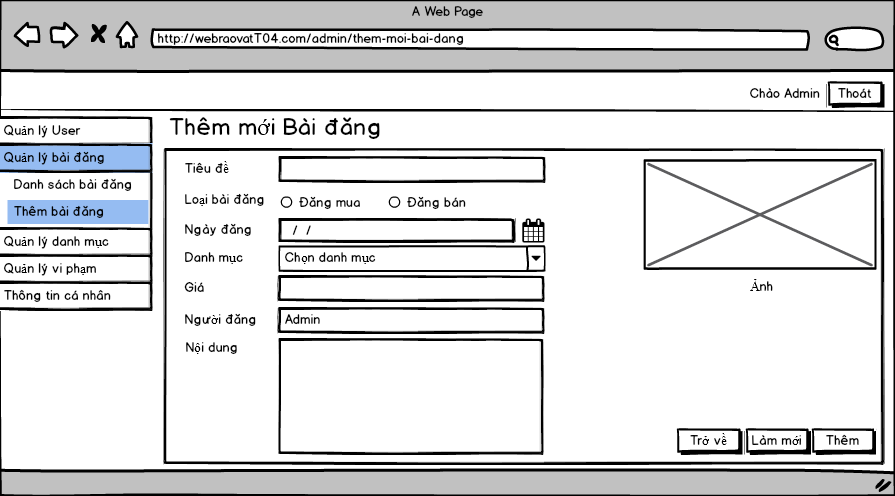 A Web Page
http://webraovatT04.com/admin/them-moi-bai-dang
Chào Admin
Thoát
Quản lý User
Quản lý bài đăng
Danh sách bài đăng
Thêm bài đăng
Quản lý danh mục
Quản lý vi phạm
Thông tin cá nhân
Thêm mới Bài đăng
Tiêu đề
Loại bài đăng Đăng mua Đăng bán
Ngày đăng / /
Danh mục Chọn danh mục
Giá
Người đăng Admin
Nội dung
Ảnh
Trở về Làm mới Thêm